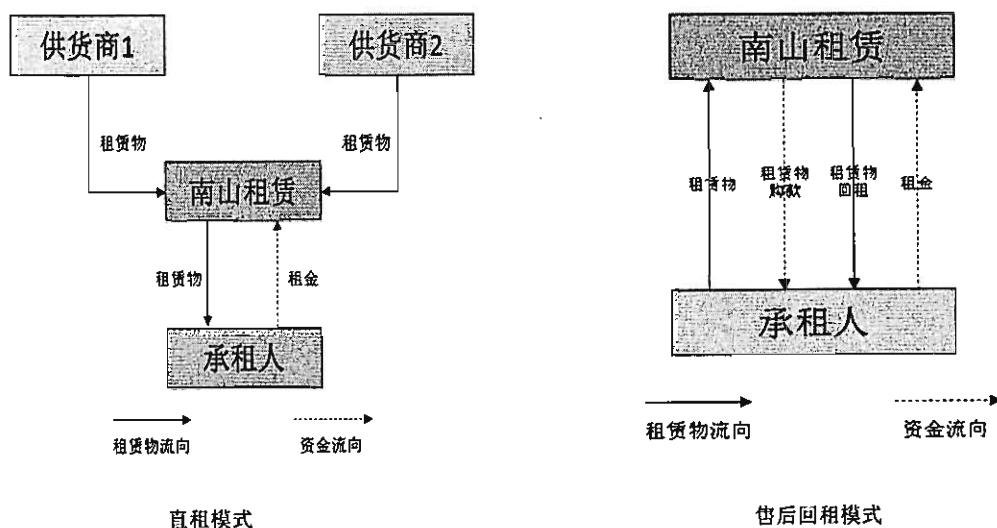 供货商1
供货商2
租赁物
租赁物
南山租赁
租赁物
租金
承租人
租赁物流向
资金流向
直租模式
南山租赁
租赁物
租赁物
购款
租赁物
回租
租金
承租人
租赁物流向
资金流向
售后回租模式